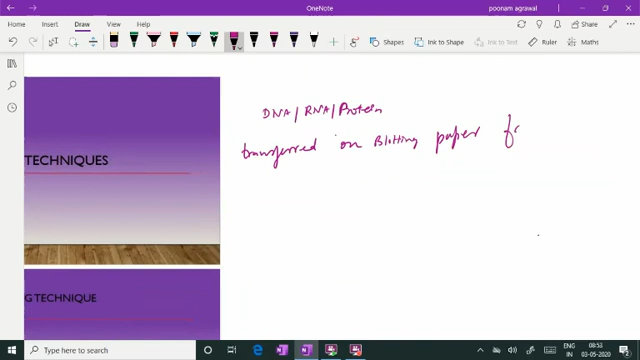 OneNote
poonam agrawal
Home Insert Draw View Help
Share
Shapes Ink to Shape Ink to Text Ruler Maths
DNA/RNA/Protein
TECHNIQUES
transferred on Blotting paper
G TECHNIQUE
Type here to search
ENG
IN
08:53
03-05-2020